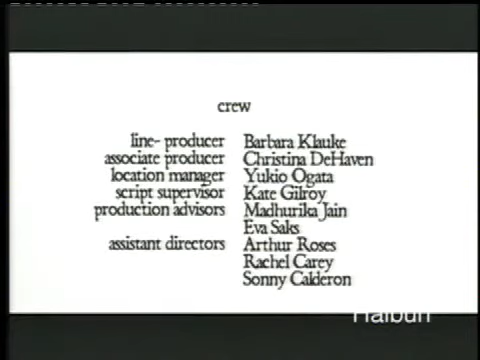 crew
line- producer Barbara Klauke
associate producer Christina DeHaven
location manager Yukio Ogata
script supervisor Kate Gilroy
production advisors Madhurika Jain
Eva Saks
assistant directors Arthur Roses
Rachel Carey
Sonny Calderon